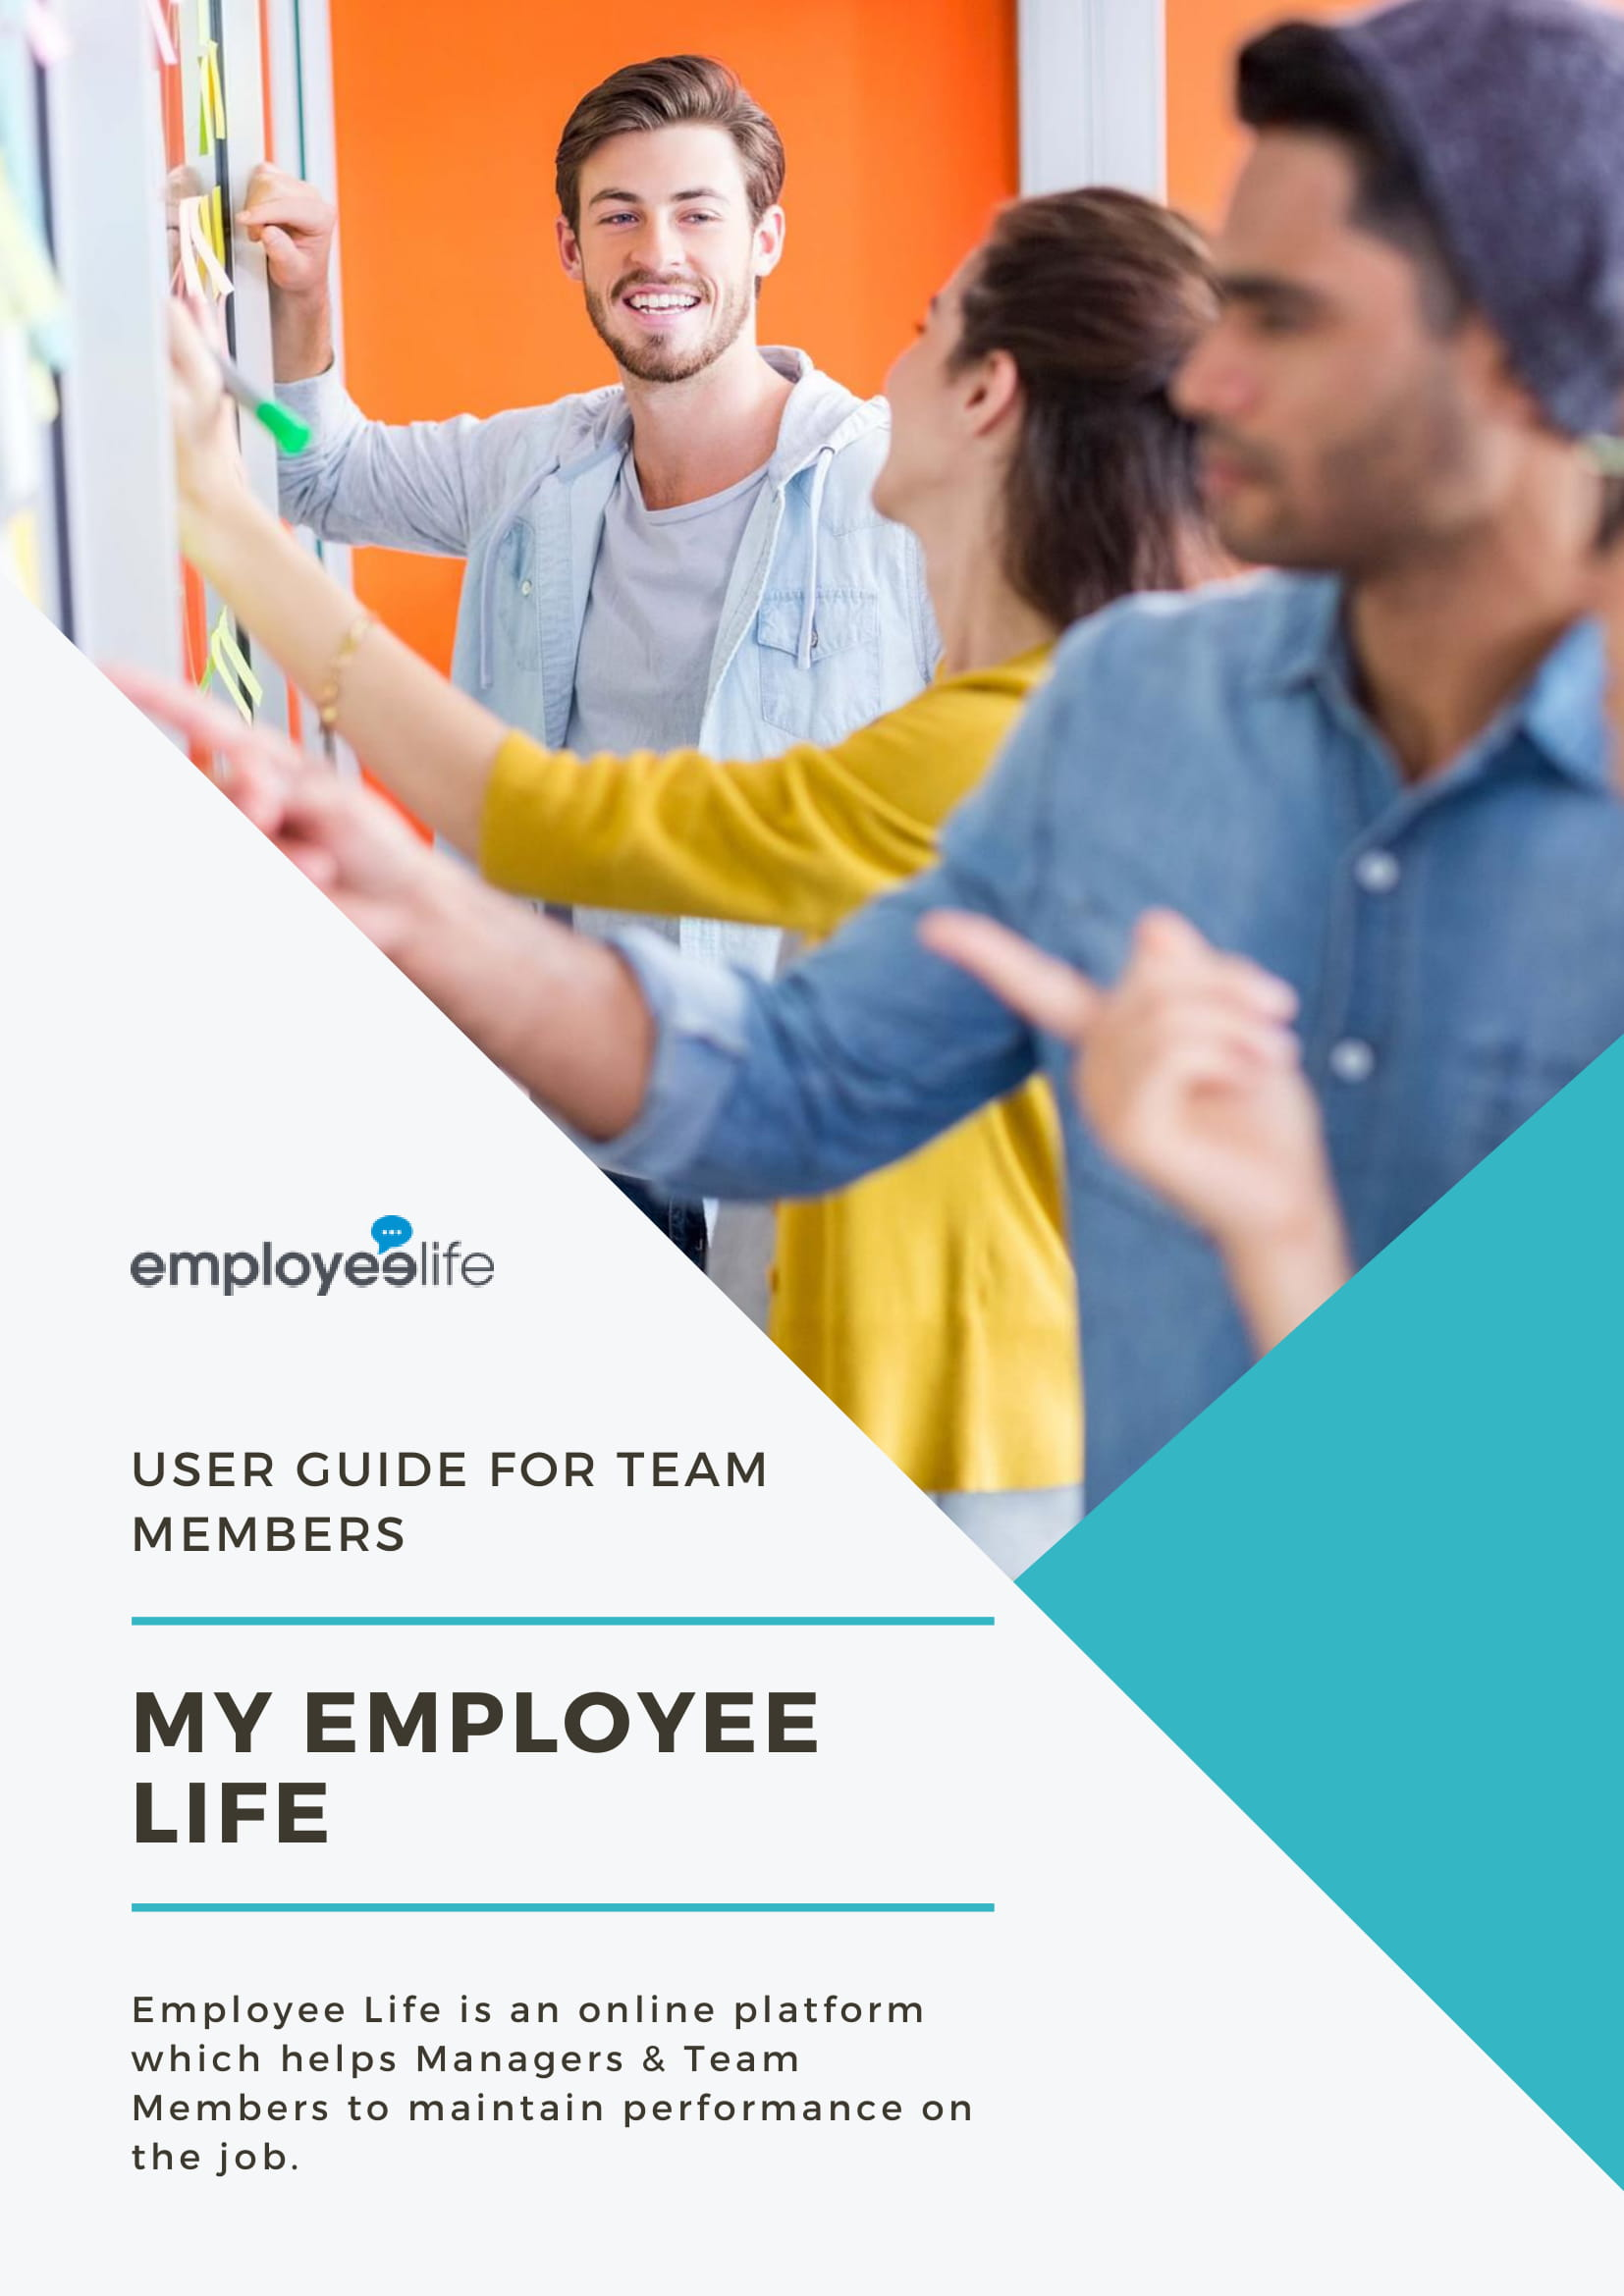 employeelife
USER GUIDE FOR TEAM
MEMBERS
MY EMPLOYEE
LIFE
Employee Life is an online platform
which helps Managers & Team
Members to maintain performance on
the job.